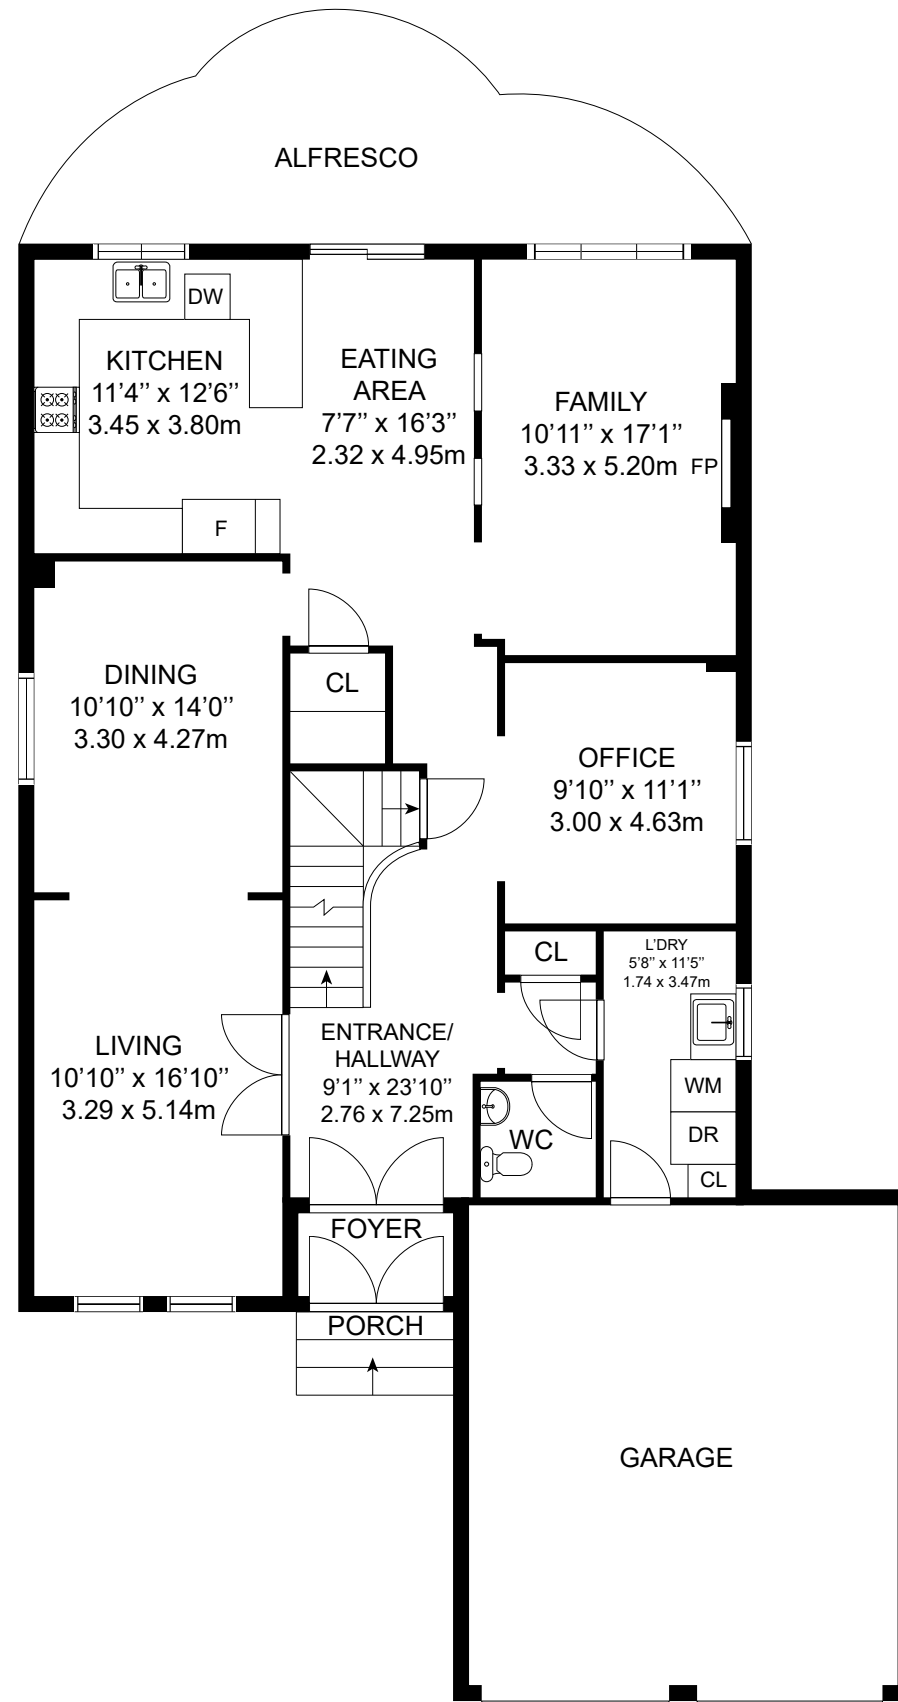 ALFRESCO
DW
KITCHEN
11'4'' x 12'6''
3.45 x 3.80m
EATING
AREA
7'7'' x 16'3''
2.32 x 4.95m
FAMILY
10'11'' x 17'1''
3.33 x 5.20m
FP
F
DINING
10'10'' x 14'0''
3.30 x 4.27m
CL
OFFICE
9'10'' x 11'1''
3.00 x 4.63m
CL
L'DRY
5'8'' x 11'5''
1.74 x 3.47m
LIVING
10'10'' x 16'10''
3.29 x 5.14m
ENTRANCE/
HALLWAY
9'1'' x 23'10''
2.76 x 7.25m
WM
DR
WC
CL
FOYER
PORCH
GARAGE